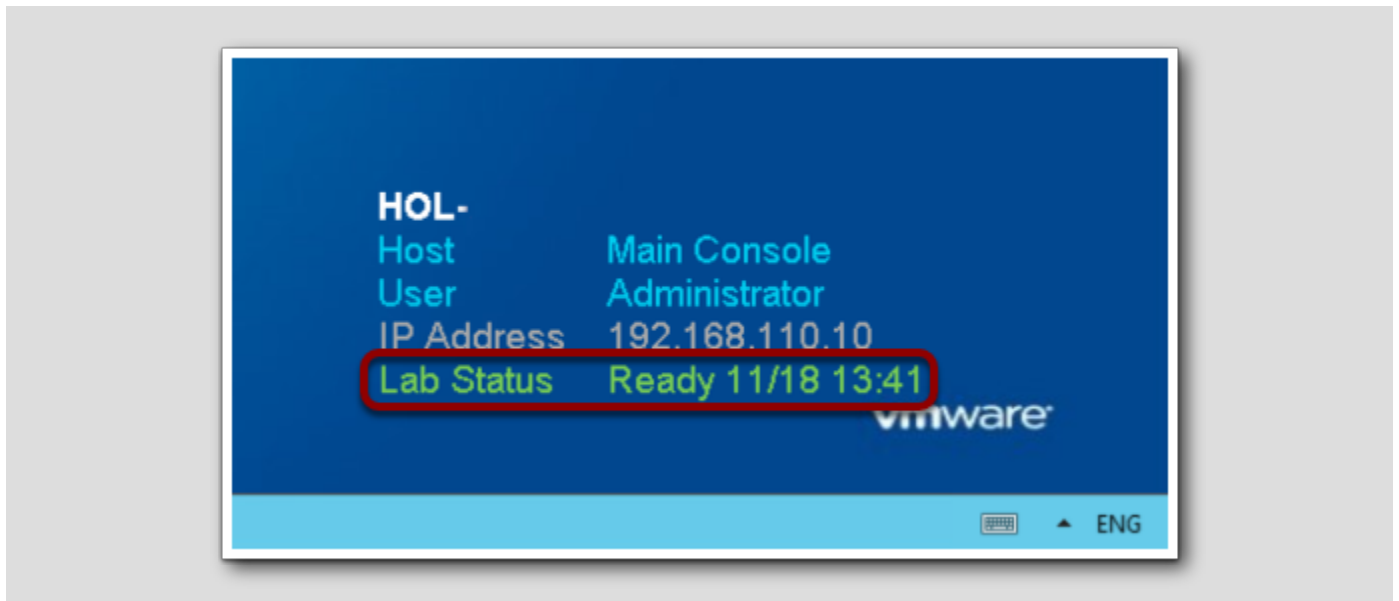 HOL-
Host Main Console
User Administrator
IP Address 192.168.110.10
Lab Status Ready 11/18 13:41
vmware
ENG